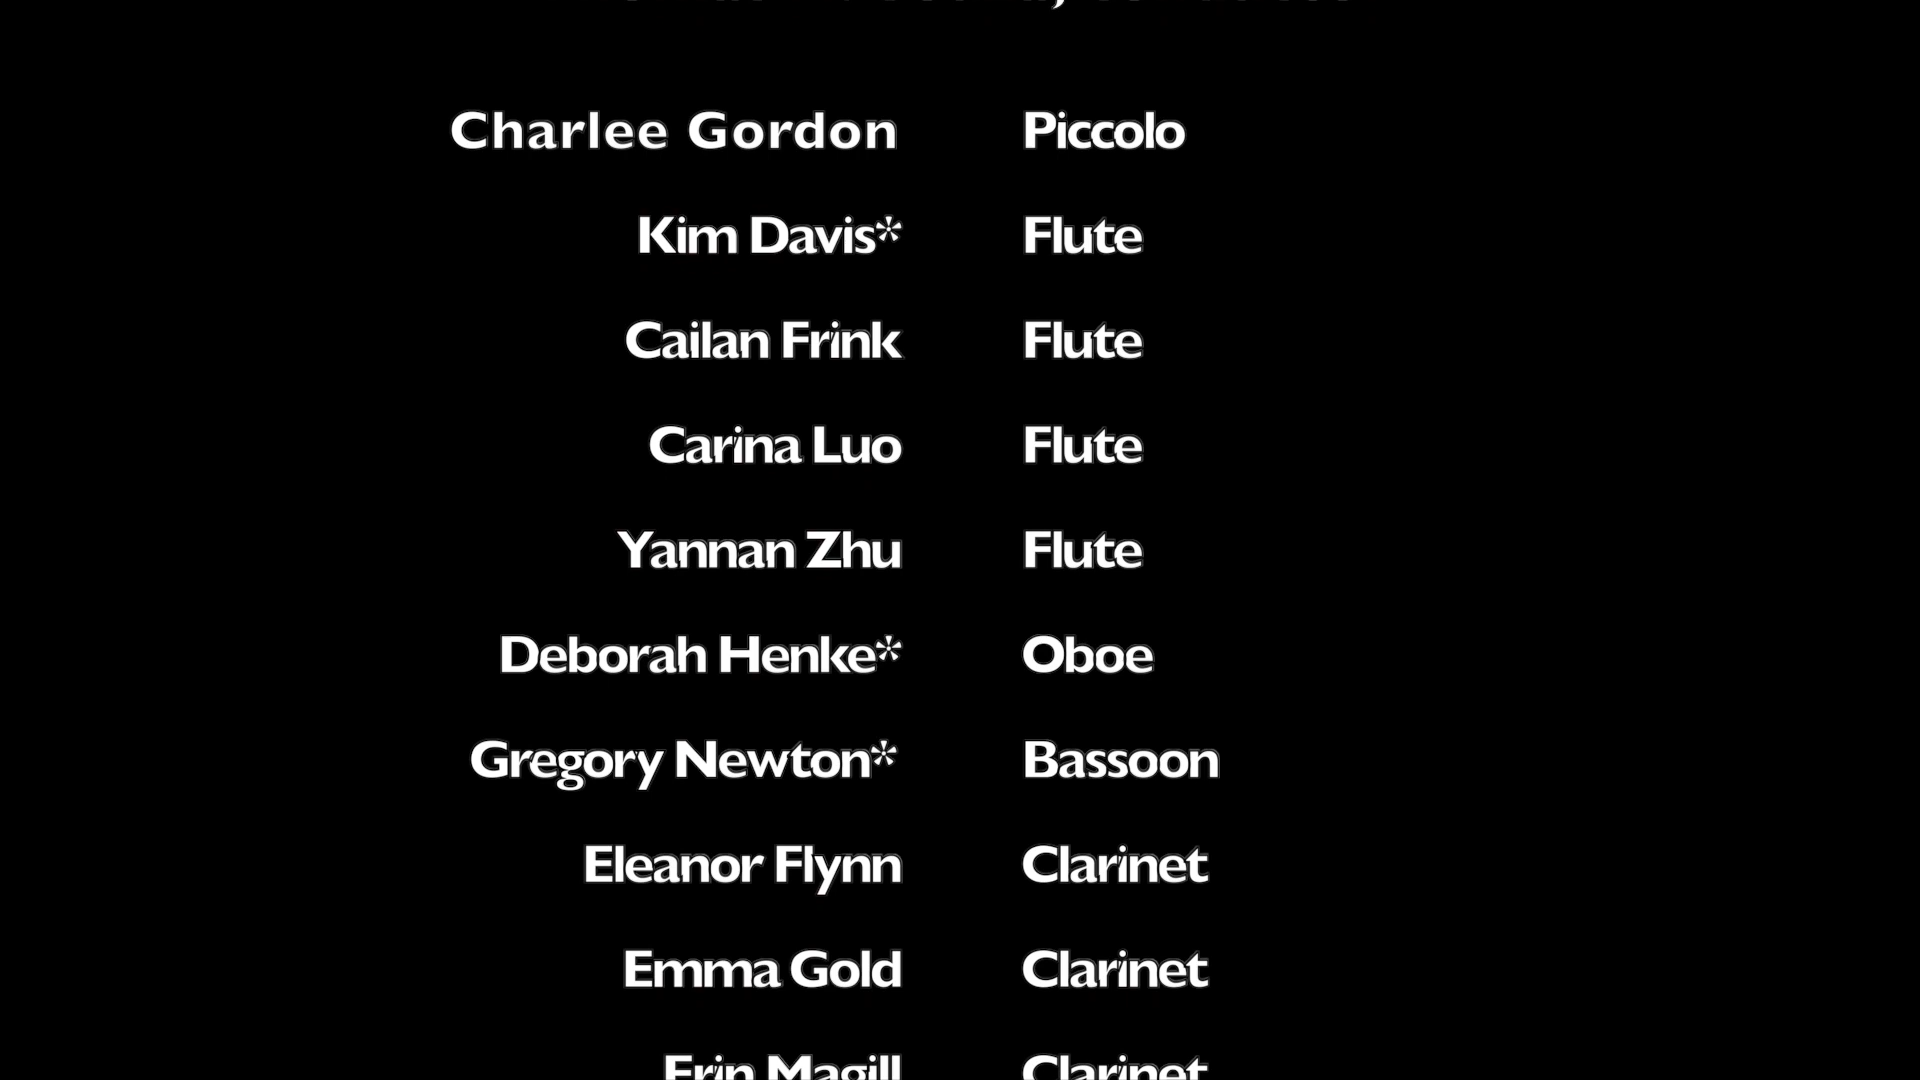 Charlee Gordon Piccolo
Kim Davis* Flute
Cailan Frink Flute
Carina Luo Flute
Yannan Zhu Flute
Deborah Henke* Oboe
Gregory Newton* Bassoon
Eleanor Flynn Clarinet
Emma Gold Clarinet
Erin Magill Clarinet